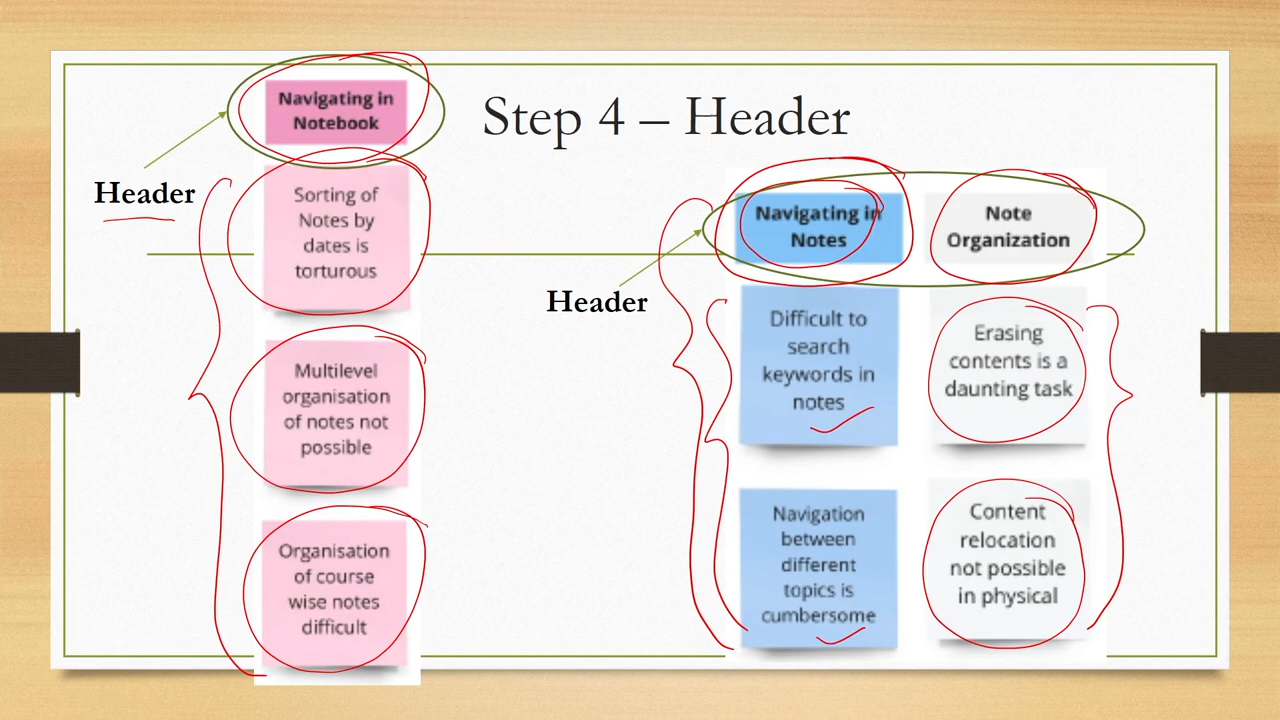 Step 4 – Header
Navigating in
Notebook
Header
Sorting of
Notes by
dates is
torturous
Multilevel
organisation
of notes not
possible
Organisation
of course
wise notes
difficult
Header
Navigating in
Notes
Difficult to
search
keywords in
notes
Navigation
between
different
topics is
cumbersome
Note
Organization
Erasing
contents is a
daunting task
Content
relocation
not possible
in physical